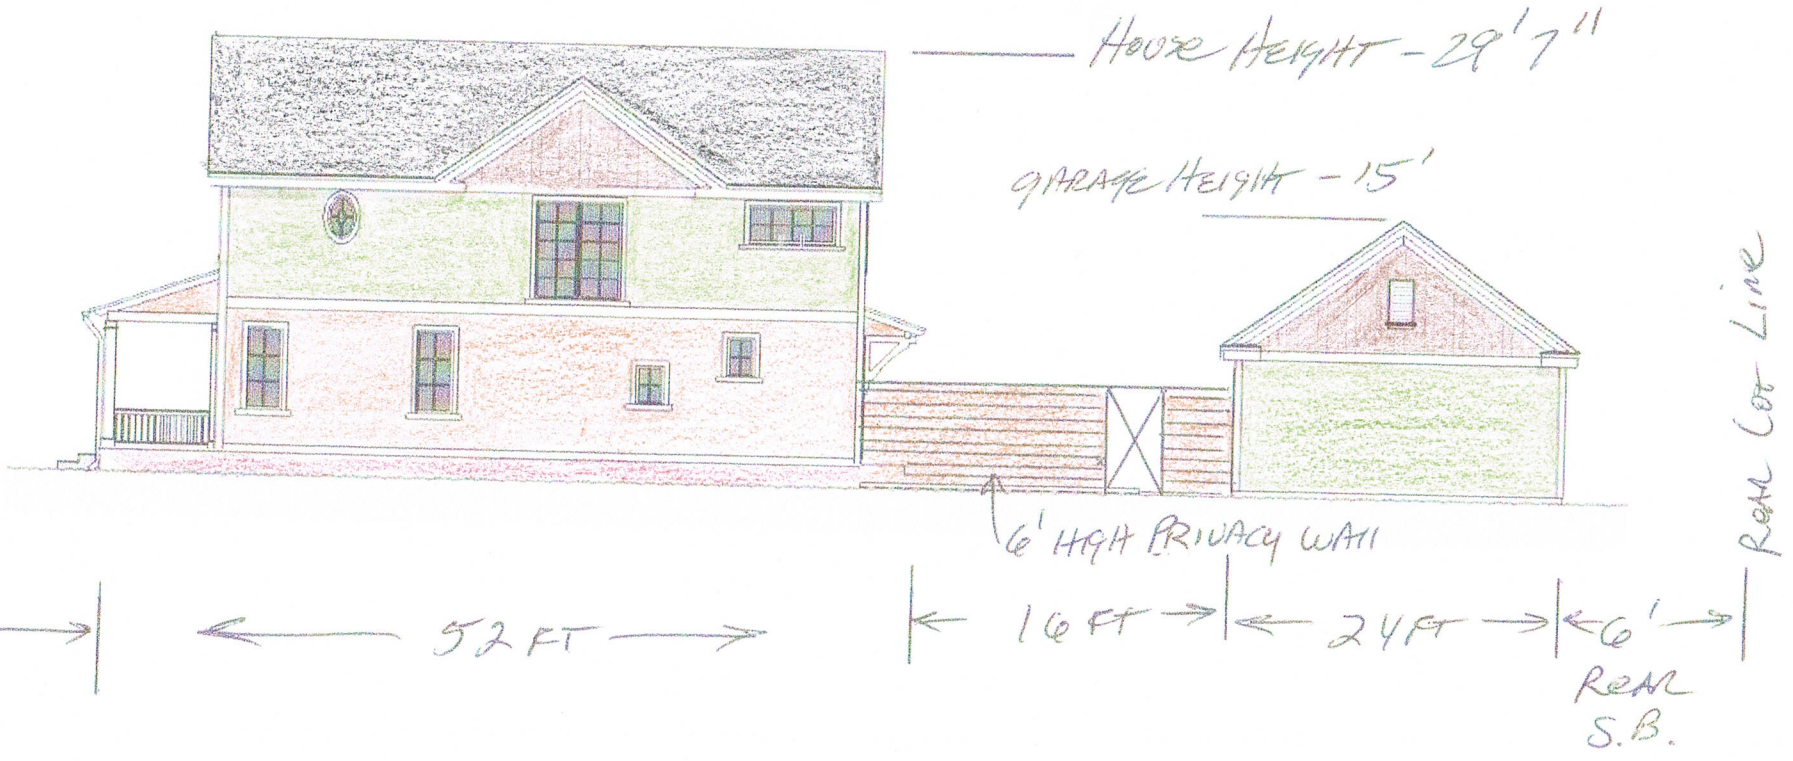 House Height - 29' 7"
garage Height - 15'
Rear Lot Line
6' High Privacy Wall
52 FT
16 FT
24 FT
6'
Rear
S.B.